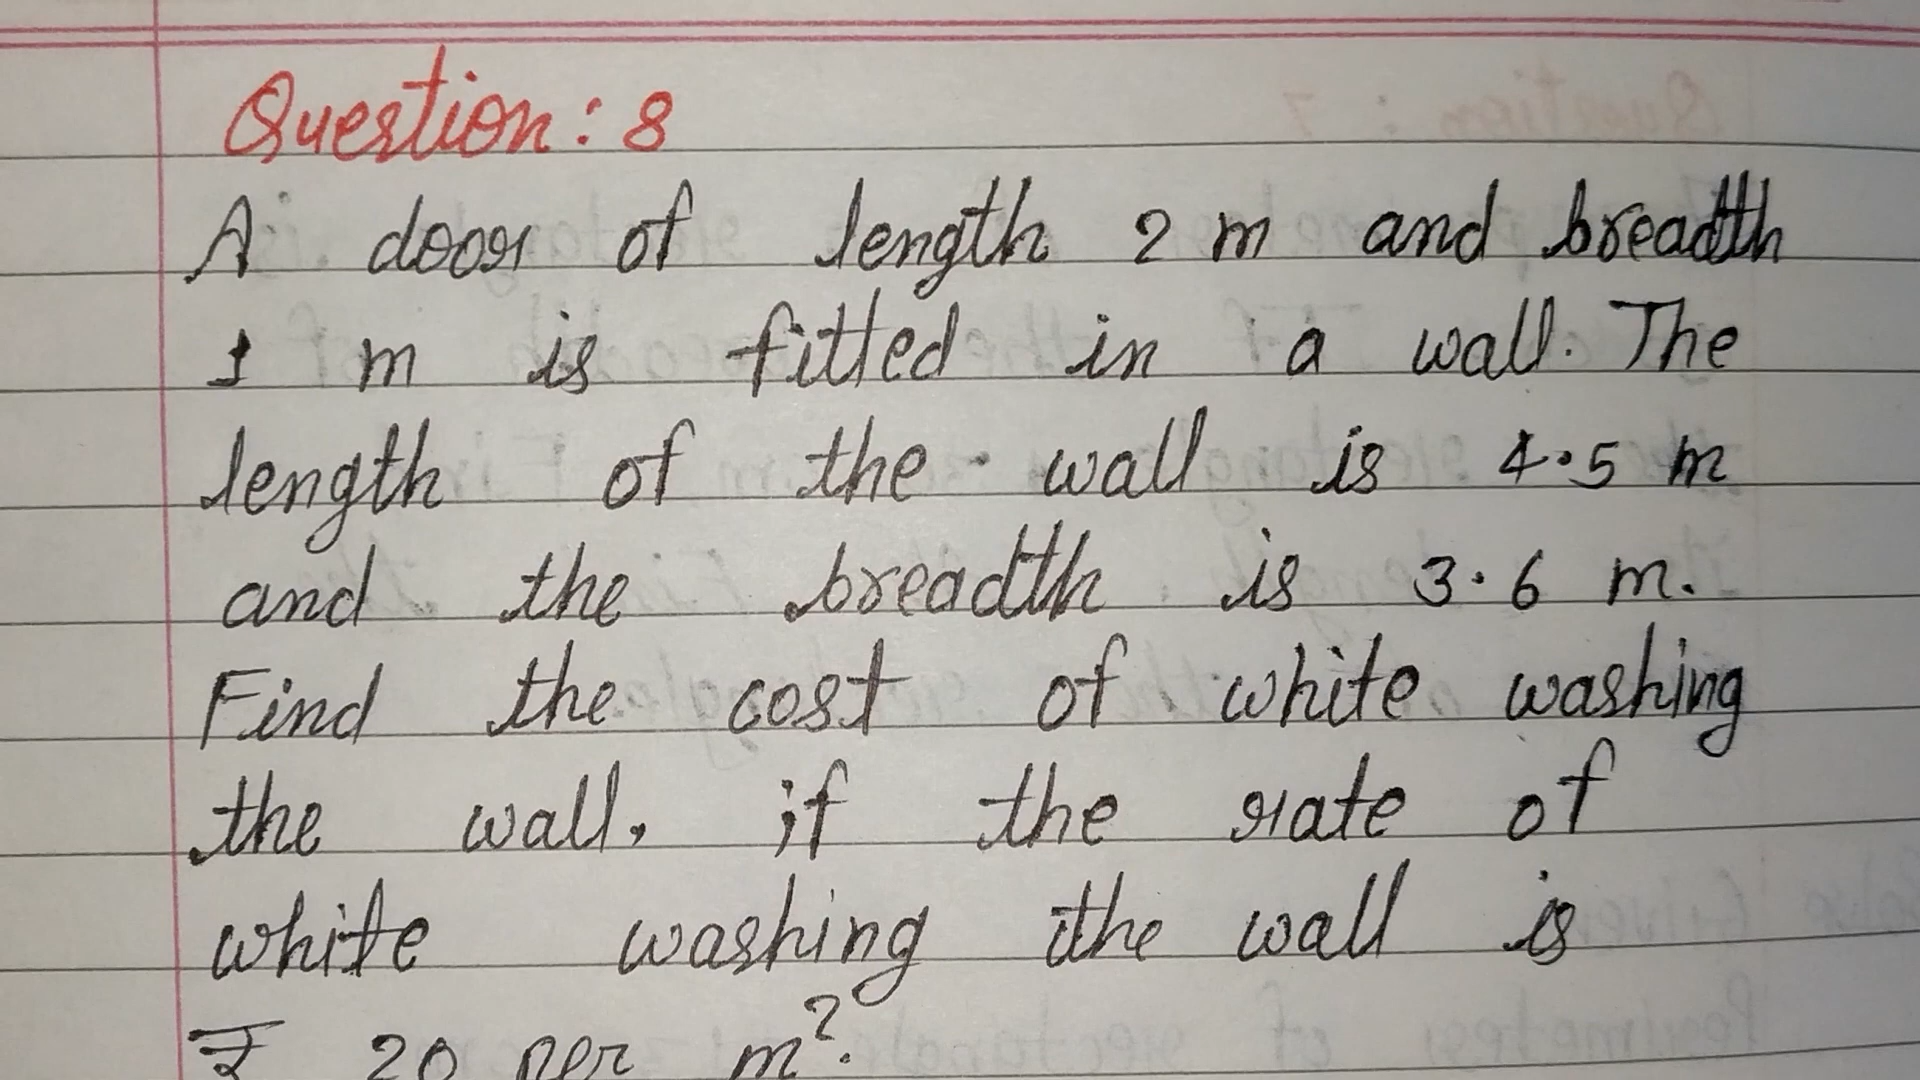 Question: 8
A door of length 2 m and breadth
1 m is fitted in a wall. The
length of the wall is 4.5 m
and the breadth is 3.6 m.
Find the cost of white washing
the wall, if the rate of
white washing the wall is
₹ 20 per m².